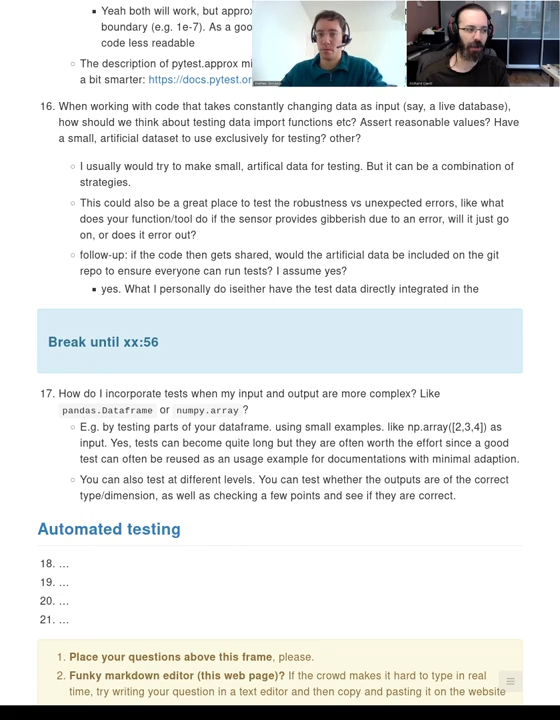 Yeah both will work, but approx
boundary (e.g. 1e-7). As a goo
code less readable
The description of pytest.approx mi
a bit smarter: https://docs.pytest.or
16. When working with code that takes constantly changing data as input (say, a live database),
how should we think about testing data import functions etc? Assert reasonable values? Have
a small, artificial dataset to use exclusively for testing? other?
I usually would try to make small, artifical data for testing. But it can be a combination of
strategies.
This could also be a great place to test the robustness vs unexpected errors, like what
does your function/tool do if the sensor provides gibberish due to an error, will it just go
on, or does it error out?
follow-up: if the code then gets shared, would the artificial data be included on the git
repo to ensure everyone can run tests? I assume yes?
yes. What I personally do iseither have the test data directly integrated in the
Break until xx:56
17. How do I incorporate tests when my input and output are more complex? Like
pandas.Dataframe or numpy.array ?
E.g. by testing parts of your dataframe. using small examples. like np.array([2,3,4]) as
input. Yes, tests can become quite long but they are often worth the effort since a good
test can often be reused as an usage example for documentations with minimal adaption.
You can also test at different levels. You can test whether the outputs are of the correct
type/dimension, as well as checking a few points and see if they are correct.
Automated testing
18. …
19. …
20. …
21. …
1. Place your questions above this frame, please.
2. Funky markdown editor (this web page)? If the crowd makes it hard to type in real
time, try writing your question in a text editor and then copy and pasting it on the website